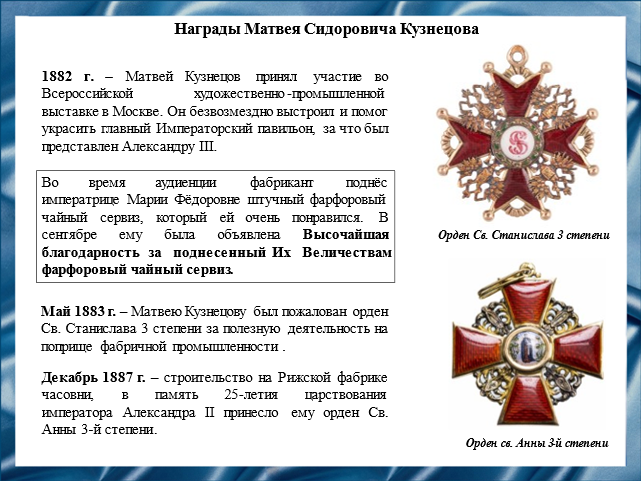 Награды Матвея Сидоровича Кузнецова
1882 г. – Матвей Кузнецов принял участие во
Всероссийской художественно-промышленной
выставке в Москве. Он безвозмездно выстроил и помог
украсить главный Императорский павильон, за что был
представлен Александру III.
Во время аудиенции фабрикант поднёс
императрице Марии Фёдоровне штучный фарфоровый
чайный сервиз, который ей очень понравился. В
сентябре ему была объявлена Высочайшая
благодарность за поднесенный Их Величествам
фарфоровый чайный сервиз.
Май 1883 г. – Матвею Кузнецову был пожалован орден
Св. Станислава 3 степени за полезную деятельность на
поприще фабричной промышленности .
Декабрь 1887 г. – строительство на Рижской фабрике
часовни, в память 25-летия царствования
императора Александра II принесло ему орден Св.
Анны 3-й степени.
Орден Св. Станислава 3 степени
Орден св. Анны 3-й степени